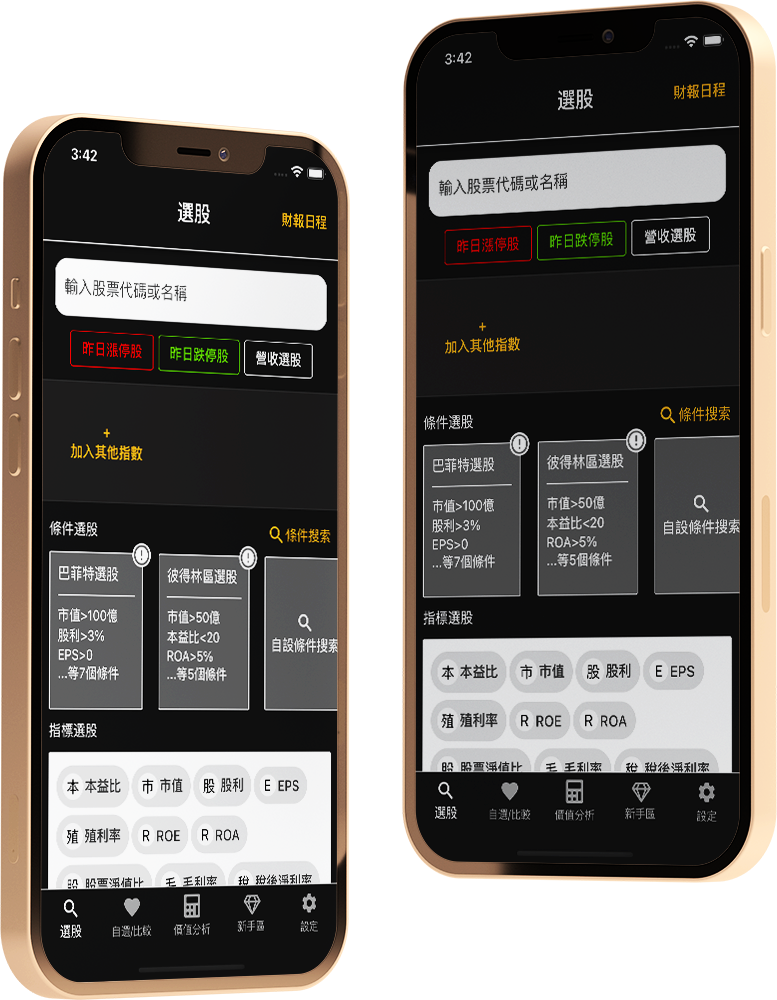 3:42
選股
財報日程
輸入股票代碼或名稱
昨日漲停股
昨日跌停股
營收選股
+
加入其他指數
條件選股
條件搜索
巴菲特選股
市值>100億
股利>3%
EPS>0
...等7個條件
彼得林區選股
市值>50億
本益比<20
ROA>5%
...等5個條件
自設條件搜索
指標選股
本 本益比
市 市值
股 股利
E EPS
殖 殖利率
R ROE
R ROA
股 股票淨值比
毛 毛利率
稅 稅後淨利率
選股
自選/比較
價值分析
新手區
設定
3:42
選股
財報日程
輸入股票代碼或名稱
昨日漲停股
昨日跌停股
營收選股
+
加入其他指數
條件選股
條件搜索
巴菲特選股
市值>100億
股利>3%
EPS>0
...等7個條件
彼得林區選股
市值>50億
本益比<20
ROA>5%
...等5個條件
自設條件搜索
指標選股
本 本益比
市 市值
股 股利
E EPS
殖 殖利率
R ROE
R ROA
股 股票淨值比
毛 毛利率
稅 稅後淨利率
選股
自選/比較
價值分析
新手區
設定